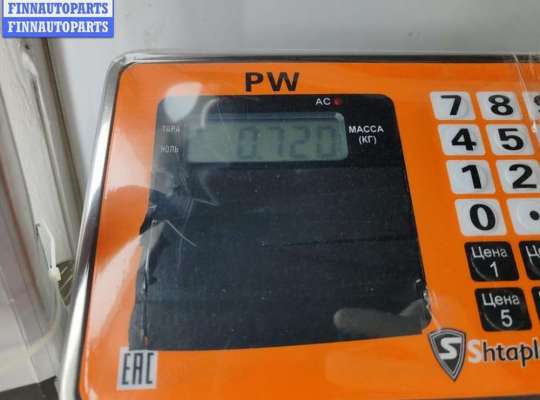 FINNAUTOPARTS
FINNAUTOPARTS
PW
AC
ТАРА
НОЛЬ
0.720
МАССА
(КГ)
7 8 9
4 5
1 2
0 .
Цена
1
Цена
5
S Shtapl
EAC